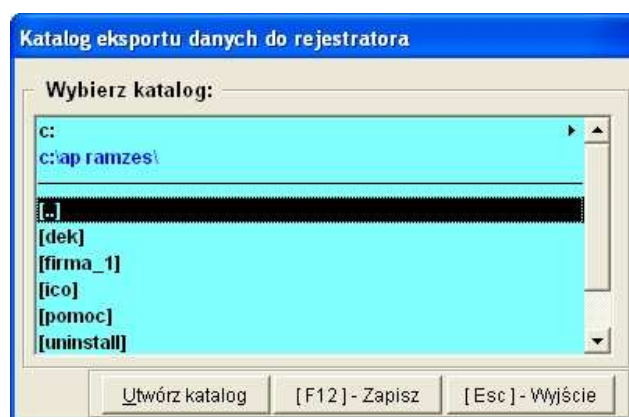 Katalog eksportu danych do rejestratora
Wybierz katalog:
c:
c:\ap ramzes\
[..]
[dek]
[firma_1]
[ico]
[pomoc]
[uninstall]
Utwórz katalog [F12] - Zapisz [Esc] - Wyjście